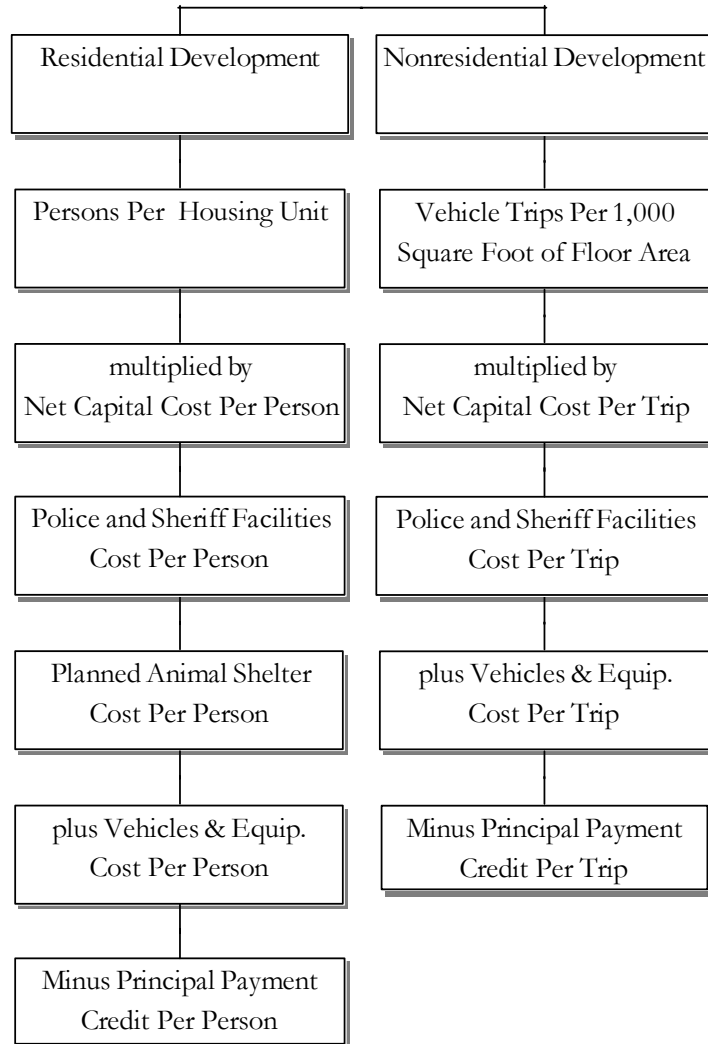 Residential Development
Nonresidential Development
Persons Per Housing Unit
Vehicle Trips Per 1,000
Square Foot of Floor Area
multiplied by
Net Capital Cost Per Person
multiplied by
Net Capital Cost Per Trip
Police and Sheriff Facilities
Cost Per Person
Police and Sheriff Facilities
Cost Per Trip
Planned Animal Shelter
Cost Per Person
plus Vehicles & Equip.
Cost Per Trip
plus Vehicles & Equip.
Cost Per Person
Minus Principal Payment
Credit Per Trip
Minus Principal Payment
Credit Per Person